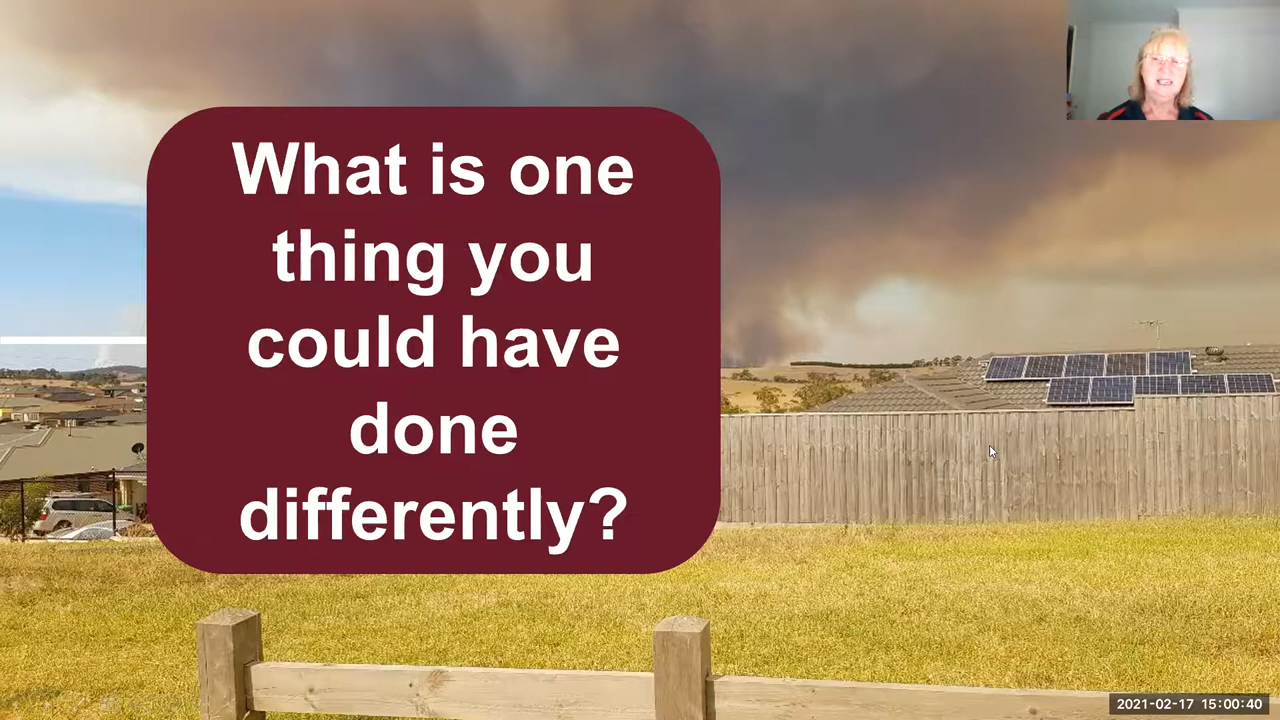 What is one
thing you
could have
done
differently?
2021-02-17 15:00:40